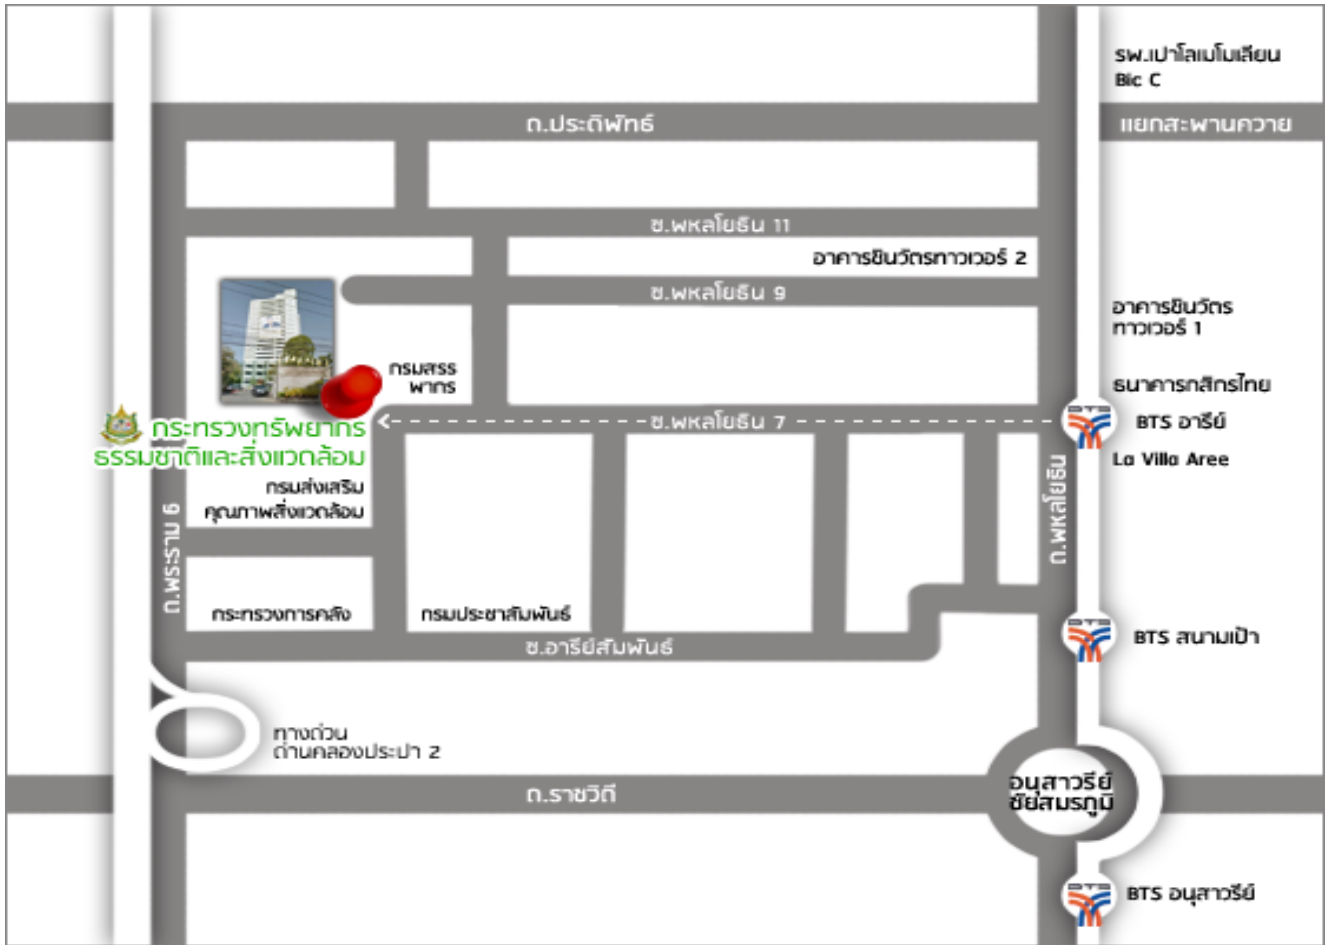 รพ.เปาโลเมโมเลียน
Bic C
ถ.ประดิพัทธ์
แยกสะพานควาย
ซ.พหลโยธิน 11
อาคารชินวัตรทาวเวอร์ 2
ซ.พหลโยธิน 9
อาคารชินวัตร
ทาวเวอร์ 1
กรมสรร
พากร
ธนาคารกสิกรไทย
BTS
BTS อารีย์
ซ.พหลโยธิน 7
กระทรวงทรัพยากร
ธรรมชาติและสิ่งแวดล้อม
La Villa Aree
กรมส่งเสริม
คุณภาพสิ่งแวดล้อม
ถ.พหลโยธิน
ถ.พระราม 6
กระทรวงการคลัง
กรมประชาสัมพันธ์
BTS
BTS สนามเป้า
ซ.อารีย์สัมพันธ์
ทางด่วน
ด่านคลองประปา 2
ถ.ราชวิถี
อนุสาวรีย์
ชัยสมรภูมิ
BTS
BTS อนุสาวรีย์